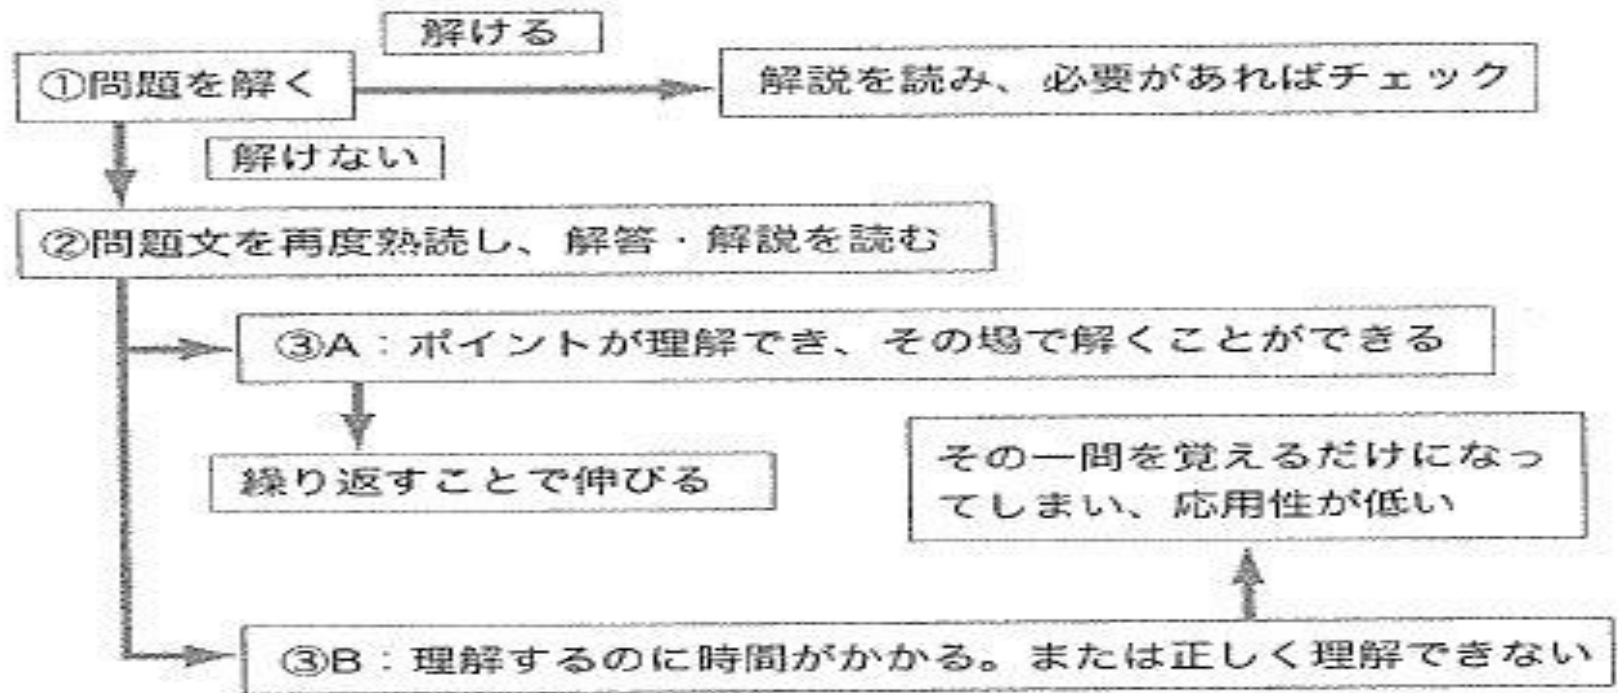 解ける
①問題を解く
解説を読み、必要があればチェック
解けない
②問題文を再度熟読し、解答・解説を読む
③A：ポイントが理解でき、その場で解くことができる
繰り返すことで伸びる
その一問を覚えるだけになっ
てしまい、応用性が低い
③B：理解するのに時間がかかる。または正しく理解できない